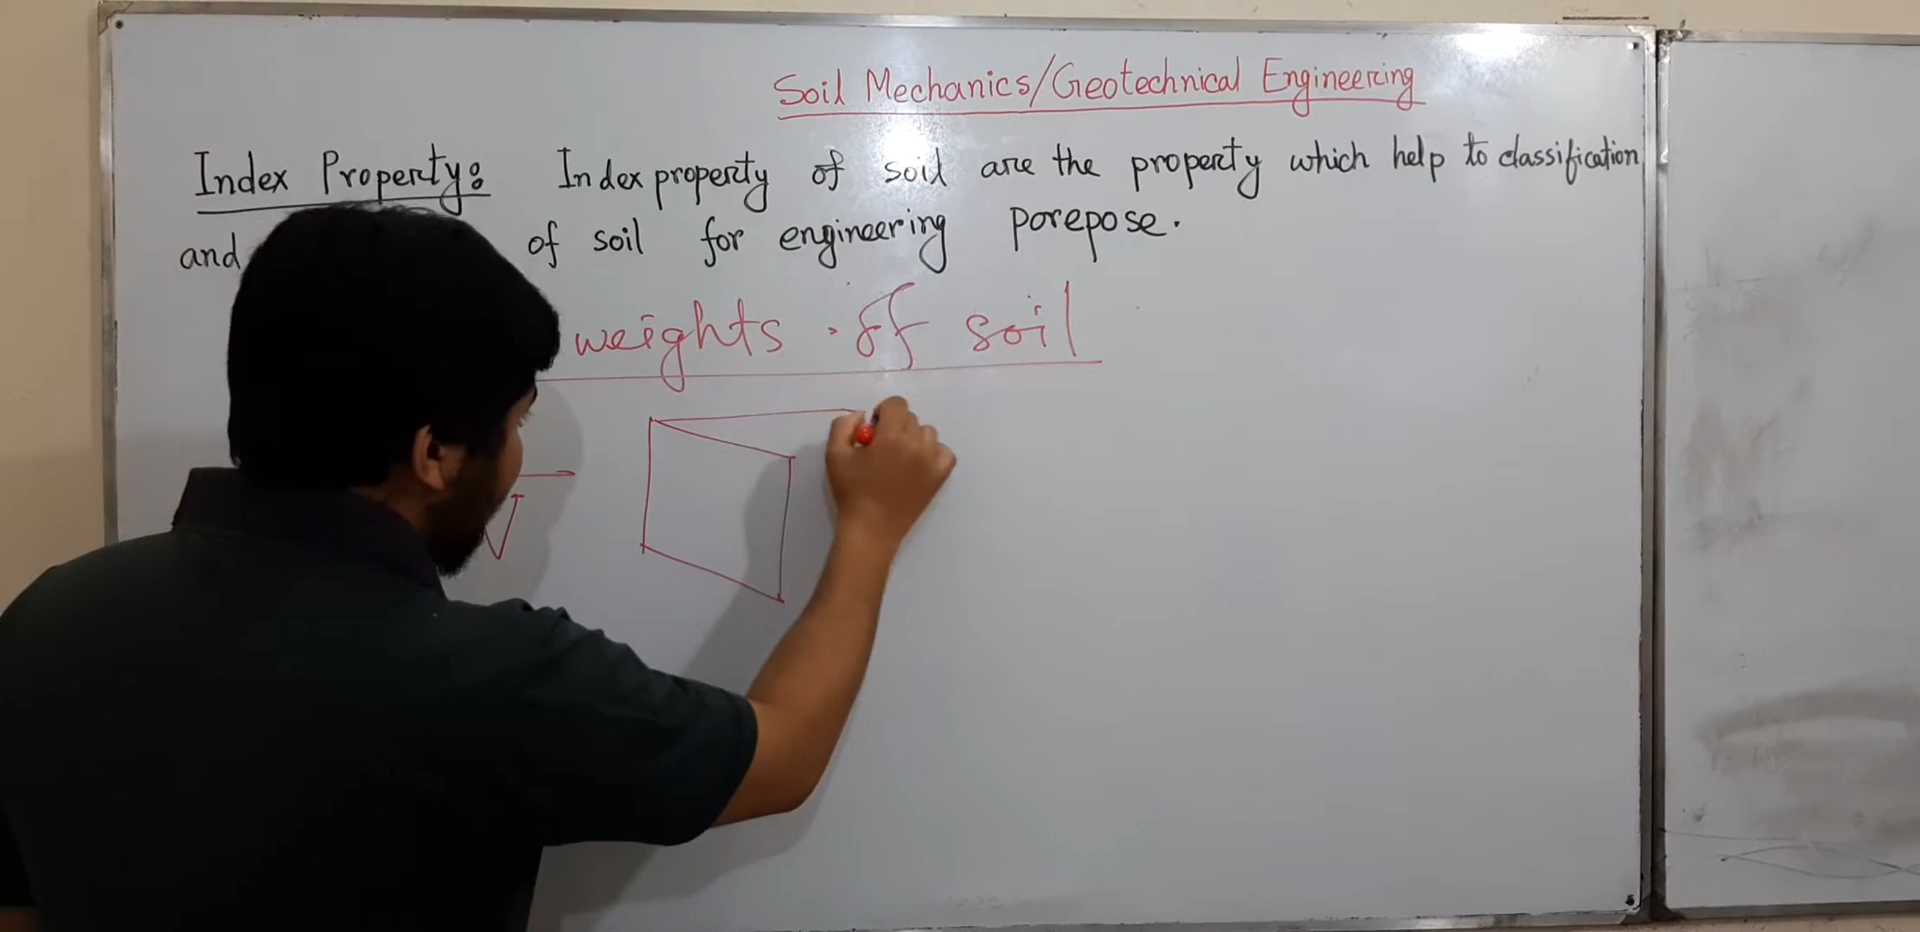 Soil Mechanics/Geotechnical Engineering
Index Property: Index property of soil are the property which help to classification
and of soil for engineering porepose.
weights of soil
V